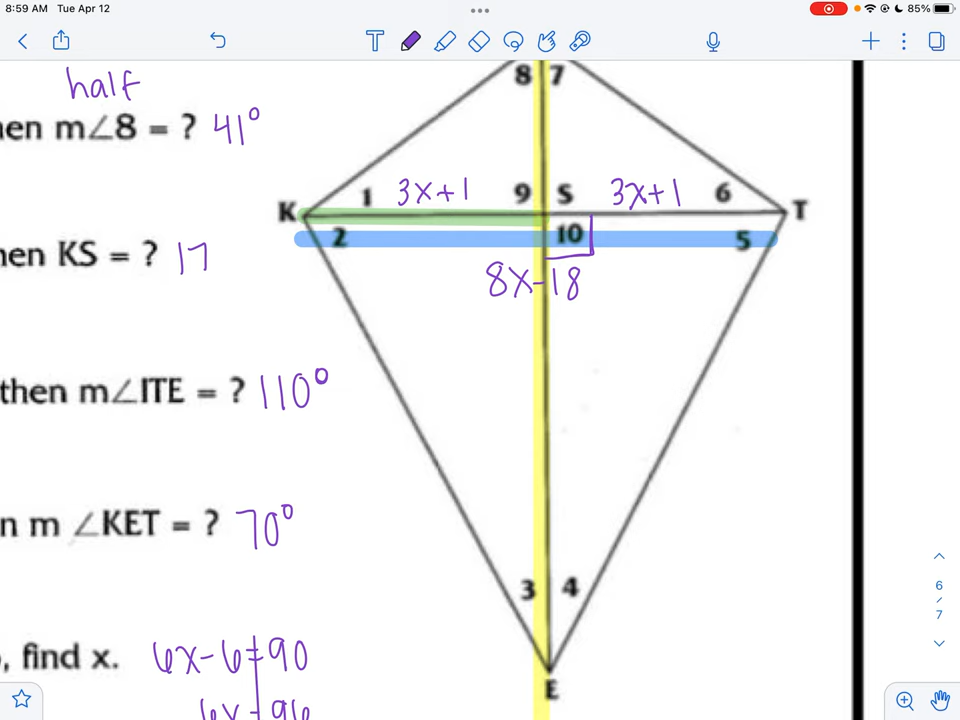 8:59 AM Tue Apr 12
85%
half
hen m∠8 = ? 41°
hen KS = ? 17
then m∠ITE = ? 110°
n m ∠KET = ? 70°
, find x. 6x-6=90
6x=96
8 7
K 1 3x+1 9 S 3x+1 6 T
2 10 5
8x-18
3 4
E
6
/
7